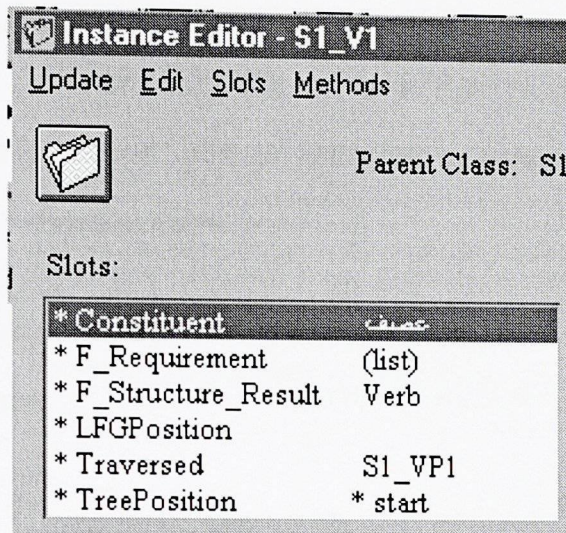 Instance Editor - S1_V1
Update Edit Slots Methods
Parent Class: S1
Slots:
* Constituent
* F_Requirement (list)
* F_Structure_Result Verb
* LFGPosition
* Traversed S1_VP1
* TreePosition * start